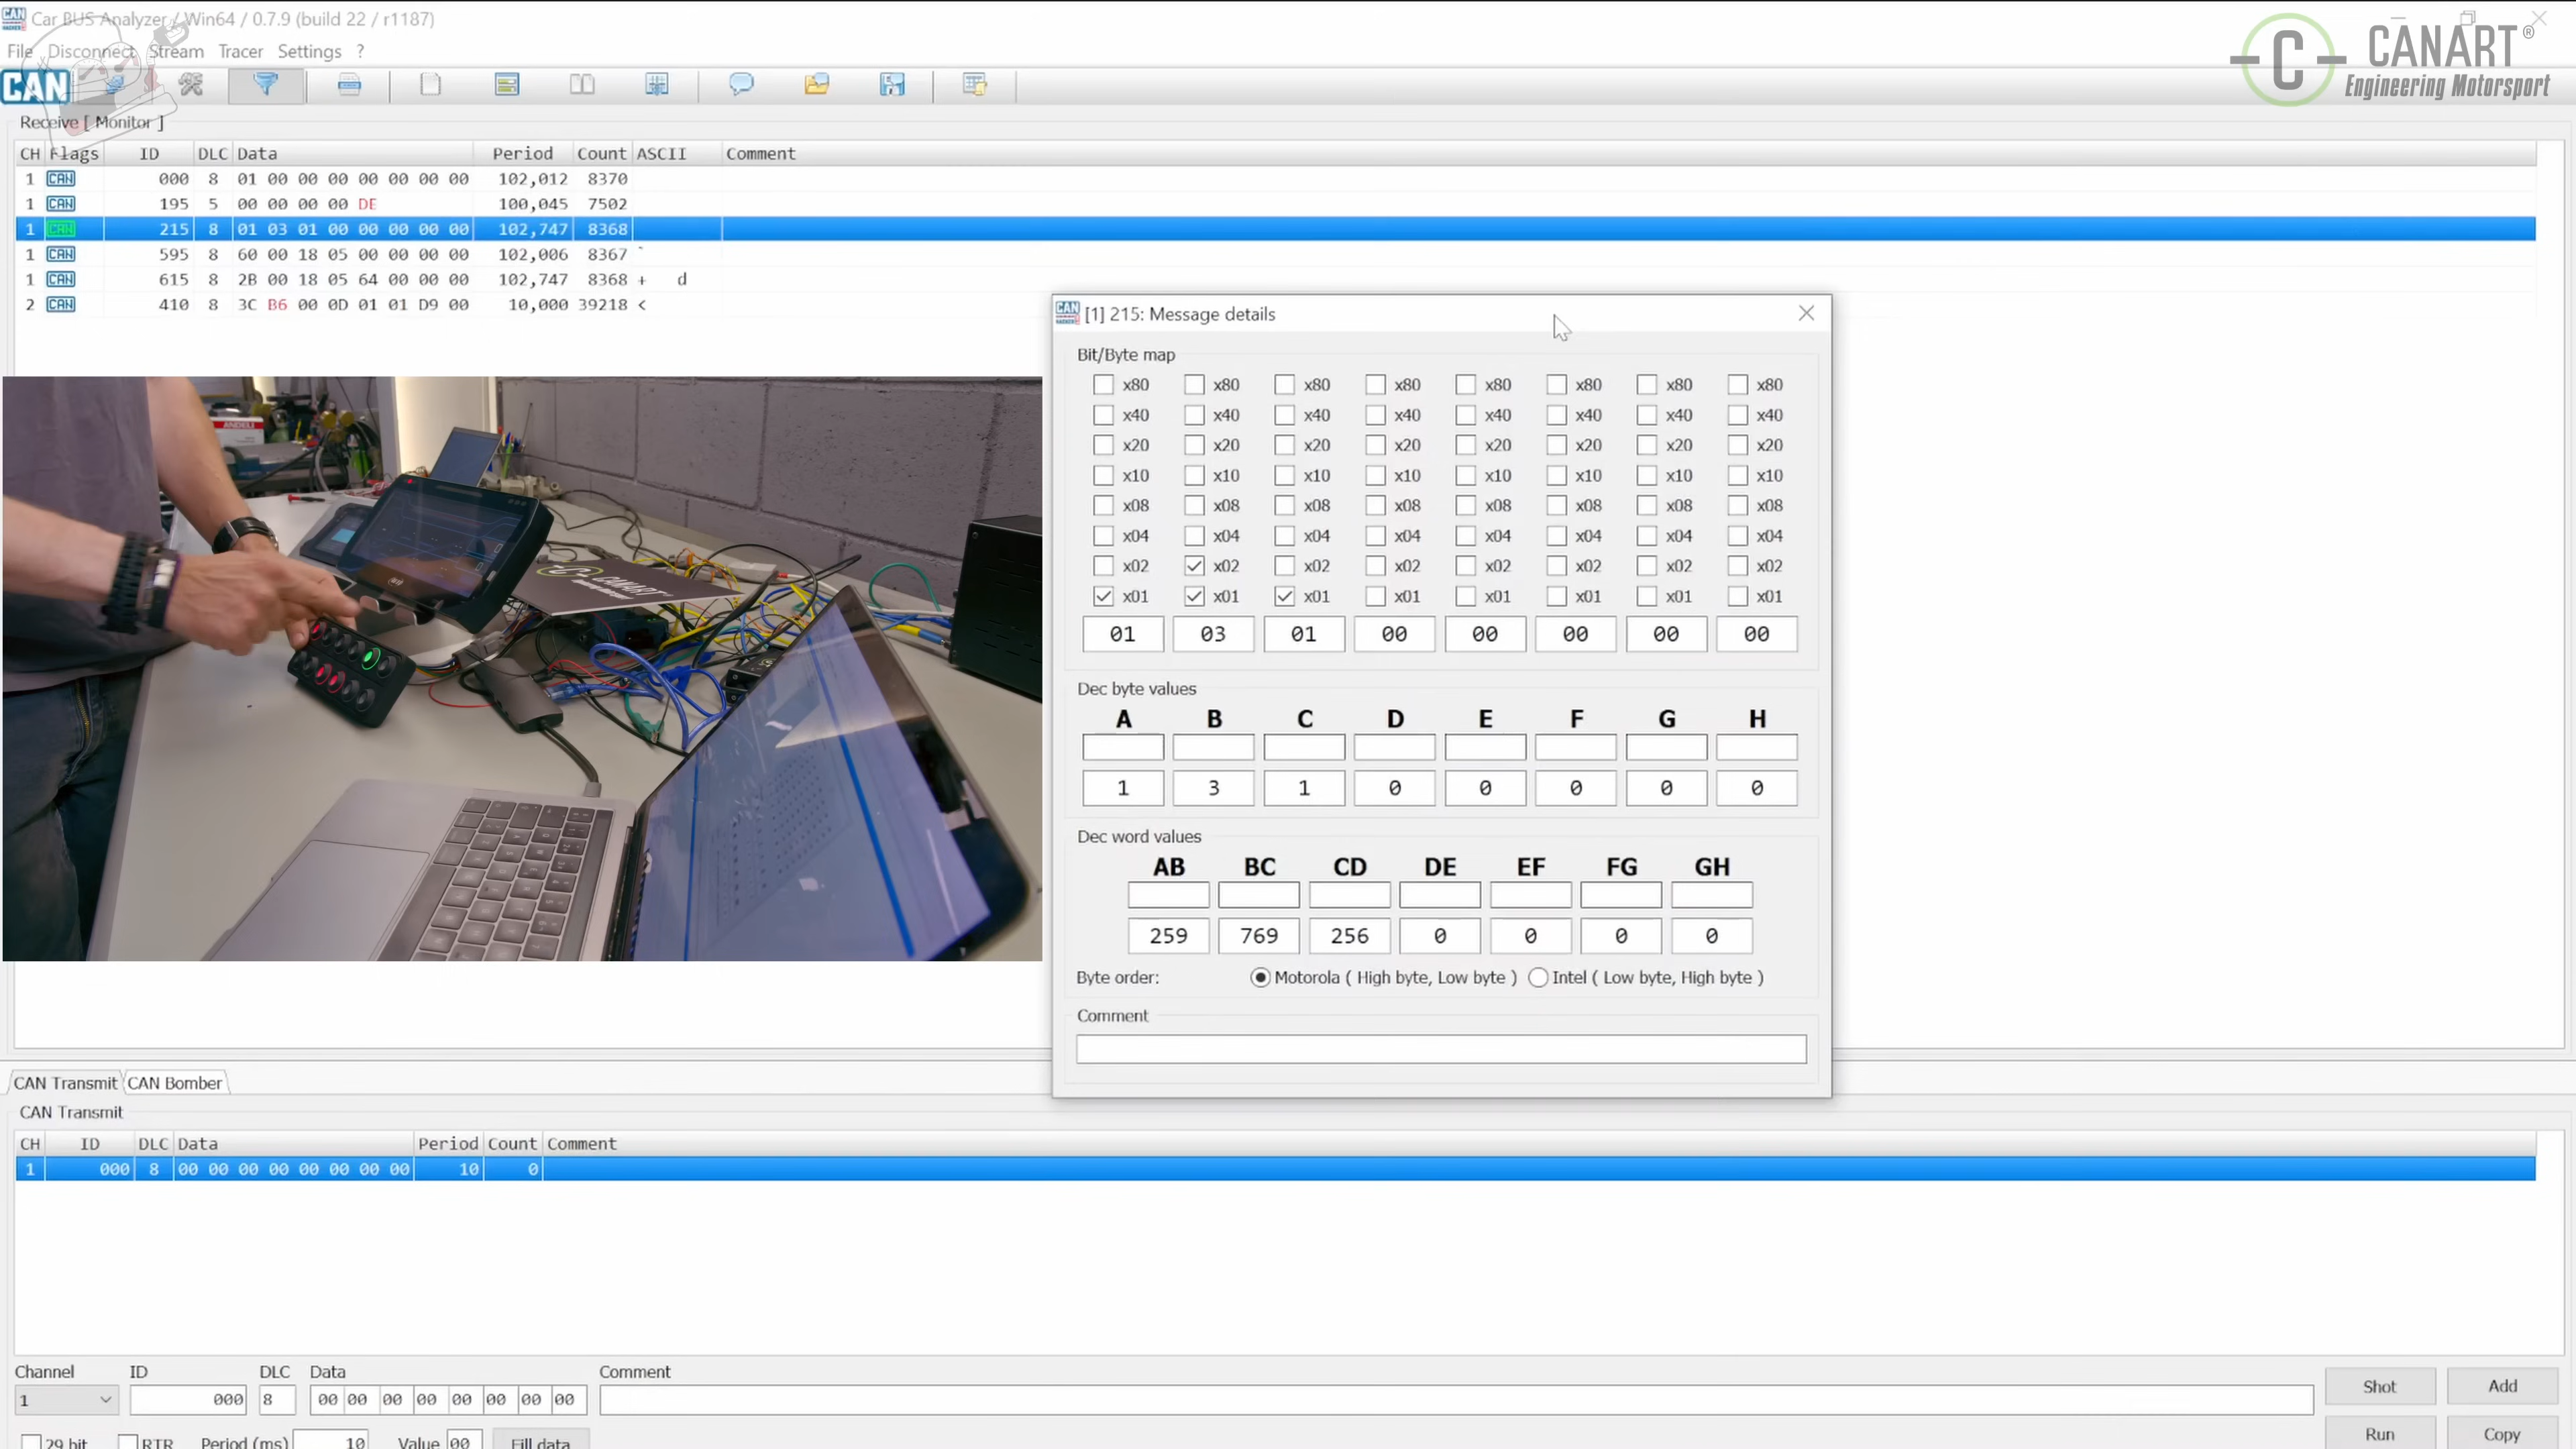 Car BUS Analyzer / Win64 / 0.7.9 (build 22 / r1187)
File Disconnect Stream Tracer Settings ?
CAN
C CANART®
Engineering Motorsport
Receive [ Monitor ]
CH Flags ID DLC Data Period Count ASCII Comment
1 CAN 000 8 01 00 00 00 00 00 00 00 102,012 8370
1 CAN 195 5 00 00 00 00 DE 100,045 7502
1 CAN 215 8 01 03 01 00 00 00 00 00 102,747 8368
1 CAN 595 8 60 00 18 05 00 00 00 00 102,006 8367 `
1 CAN 615 8 2B 00 18 05 64 00 00 00 102,747 8368 + d
2 CAN 410 8 3C B6 00 0D 01 01 D9 00 10,000 39218 <
[1] 215: Message details
Bit/Byte map
x80 x80 x80 x80 x80 x80 x80 x80
x40 x40 x40 x40 x40 x40 x40 x40
x20 x20 x20 x20 x20 x20 x20 x20
x10 x10 x10 x10 x10 x10 x10 x10
x08 x08 x08 x08 x08 x08 x08 x08
x04 x04 x04 x04 x04 x04 x04 x04
x02 x02 x02 x02 x02 x02 x02 x02
x01 x01 x01 x01 x01 x01 x01 x01
01 03 01 00 00 00 00 00
Dec byte values
A B C D E F G H
1 3 1 0 0 0 0 0
Dec word values
AB BC CD DE EF FG GH
259 769 256 0 0 0 0
Byte order: Motorola ( High byte, Low byte ) Intel ( Low byte, High byte )
Comment
ANDELI
CANART
CAN Transmit CAN Bomber
CAN Transmit
CH ID DLC Data Period Count Comment
1 000 8 00 00 00 00 00 00 00 00 10 0
Channel ID DLC Data Comment
1 000 8 00 00 00 00 00 00 00 00
Shot Add
29 bit RTR Period (ms) 10 Value 00 Fill data
Run Copy